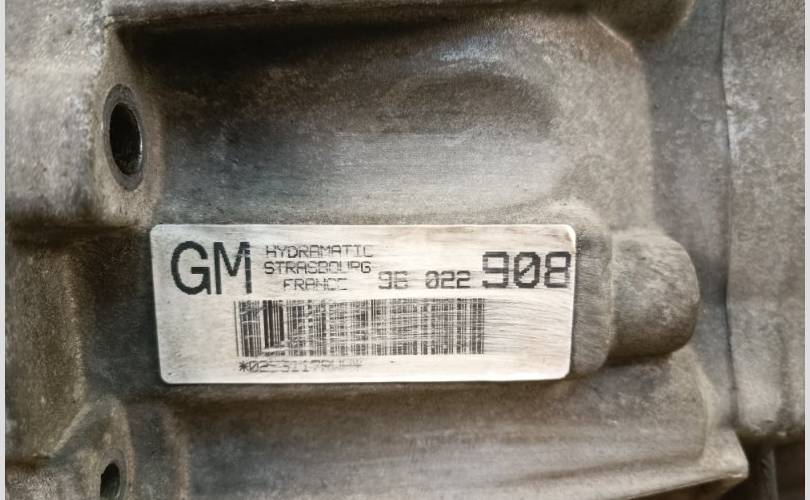 GM HYDRAMATIC
STRASBOURG
FRANCE 96 022 908